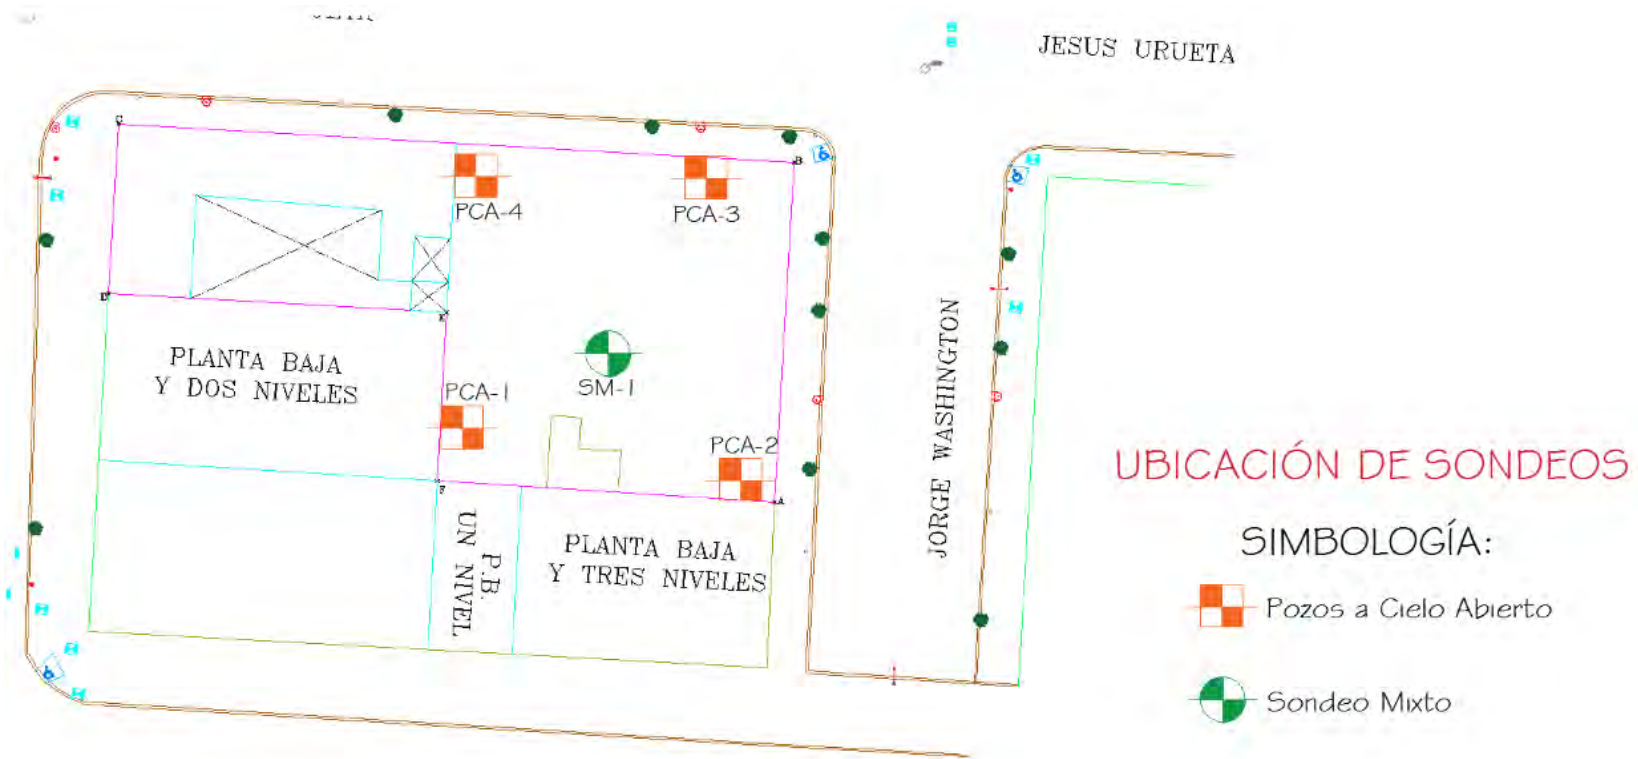 JESUS URUETA
C
B
PCA-4
PCA-3
D
E
PLANTA BAJA
Y DOS NIVELES
SM-1
PCA-1
PCA-2
F
A
JORGE WASHINGTON
P.B.
UN NIVEL
PLANTA BAJA
Y TRES NIVELES
UBICACIÓN DE SONDEOS
SIMBOLOGÍA:
Pozos a Cielo Abierto
Sondeo Mixto